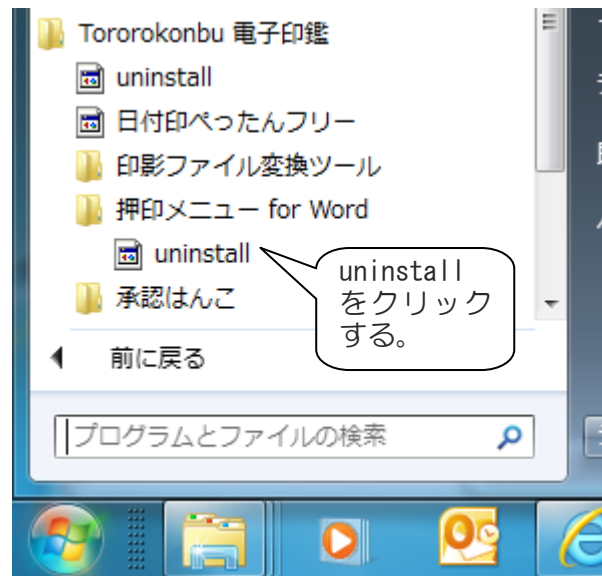 Tororokonbu 電子印鑑
uninstall
日付印ぺったんフリー
印影ファイル変換ツール
押印メニュー for Word
uninstall
uninstall
をクリック
する。
承認はんこ
前に戻る
プログラムとファイルの検索